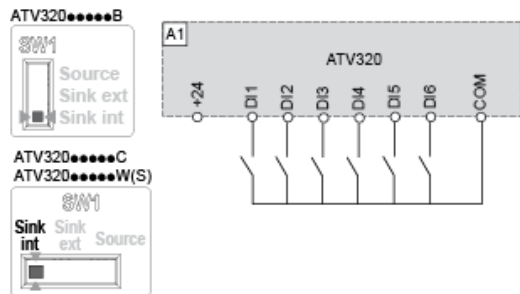 ATV320●●●●●B
SW1
Source
Sink ext
Sink int
A1
ATV320
+24
DI1
DI2
DI3
DI4
DI5
DI6
COM
ATV320●●●●●C
ATV320●●●●●W(S)
SW1
Sink int
Sink ext
Source